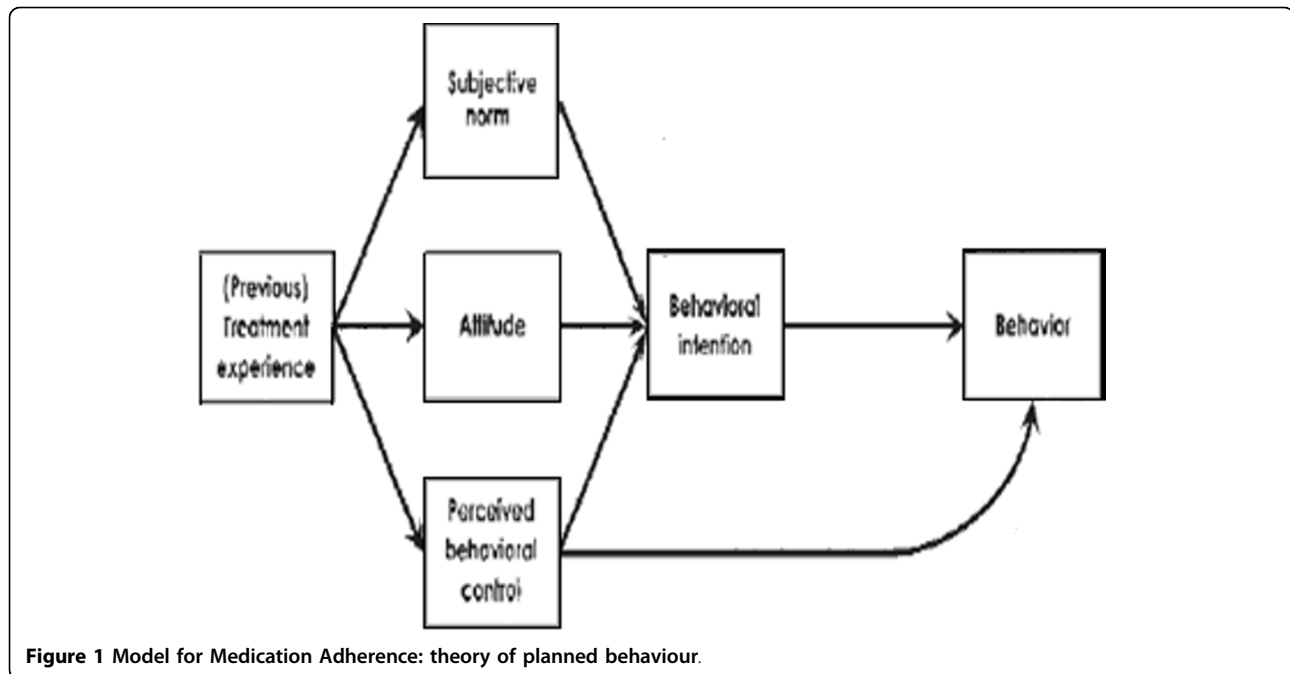 Subjective
norm
(Previous)
Treatment
experience
Attitude
Behavioral
intention
Behavior
Perceived
behavioral
control
Figure 1 Model for Medication Adherence: theory of planned behaviour.